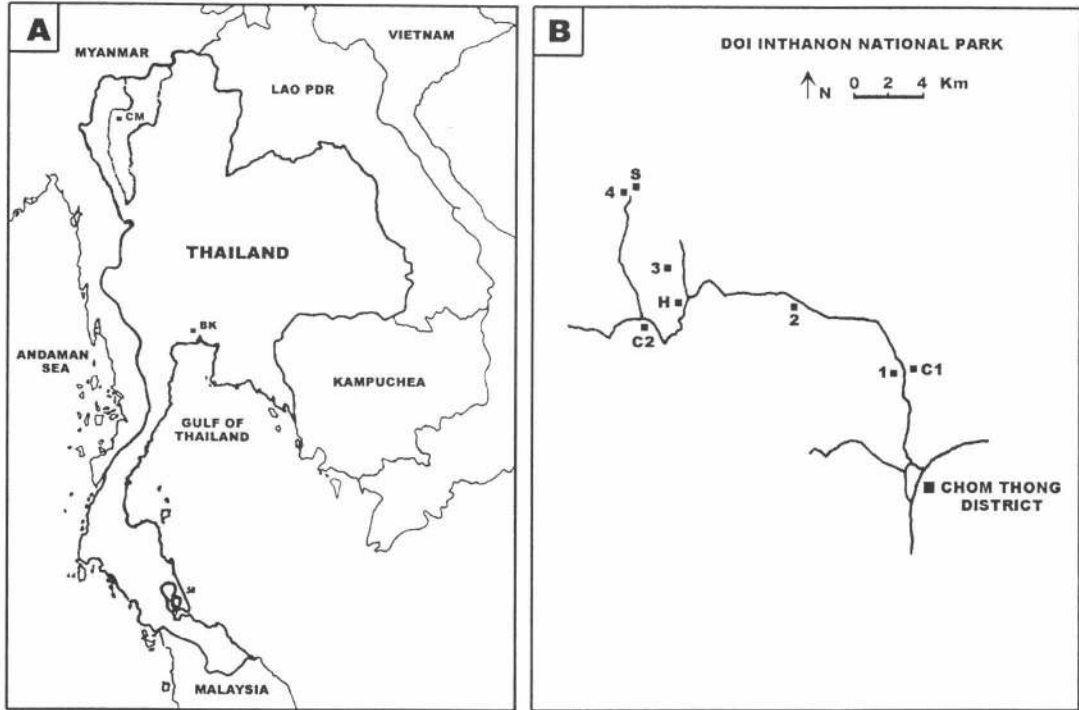 A
MYANMAR
VIETNAM
LAO PDR
CM
THAILAND
BK
ANDAMAN
SEA
KAMPUCHEA
GULF OF
THAILAND
MALAYSIA
B
DOI INTHANON NATIONAL PARK
N
0 2 4 Km
S
4
3
H
2
C2
1
C1
CHOM THONG
DISTRICT